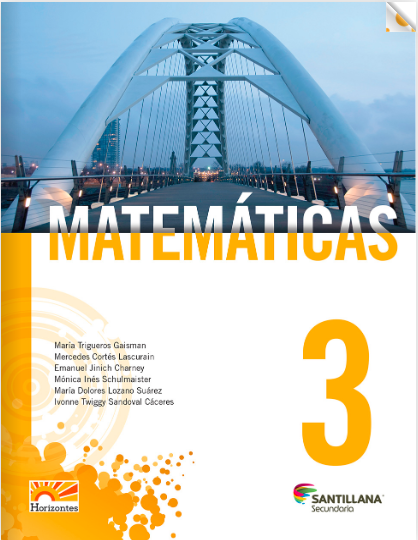 MATEMÁTICAS
María Trigueros Gaisman
Mercedes Cortés Lascurain
Emanuel Jinich Charney
Mónica Inés Schulmaister
María Dolores Lozano Suárez
Ivonne Twiggy Sandoval Cáceres
3
Horizontes
SANTILLANA
Secundaria